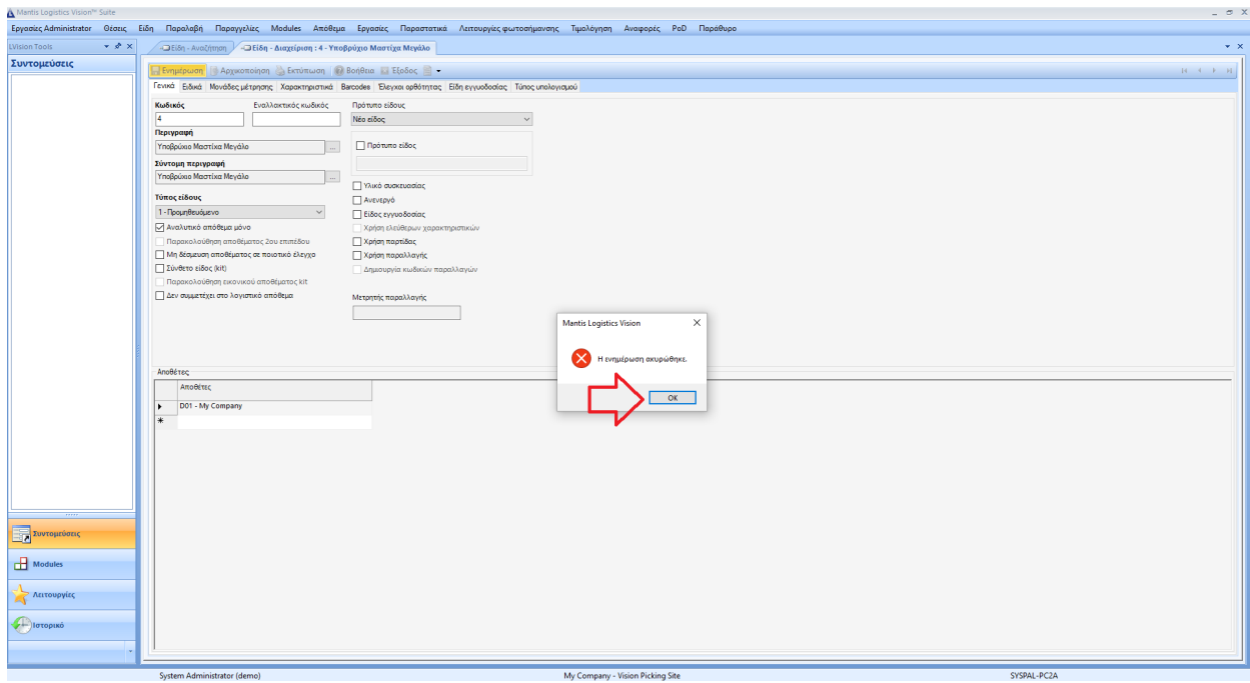 Mantis Logistics Vision™ Suite
Εργασίες Administrator Θέσεις Είδη Παραλαβή Παραγγελίες Modules Απόθεμα Εργασίες Παραστατικά Λειτουργίες φωτοσήμανσης Τιμολόγηση Αναφορές PoD Παράθυρο
LVision Tools
Είδη - Αναζήτηση Είδη - Διαχείριση : 4 - Υποβρύχιο Μαστίχα Μεγάλο
Συντομεύσεις
Ενημέρωση Αρχικοποίηση Εκτύπωση Βοήθεια Έξοδος
Γενικά Ειδικά Μονάδες μέτρησης Χαρακτηριστικά Barcodes Έλεγχοι ορθότητας Είδη εγγυοδοσίας Τύπος υπολογισμού
Κωδικός Εναλλακτικός κωδικός Πρότυπο είδους
4 Νέο είδος
Περιγραφή
Υποβρύχιο Μαστίχα Μεγάλο ... Πρότυπο είδος
Σύντομη περιγραφή
Υποβρύχιο Μαστίχα Μεγάλο ...
Υλικό συσκευασίας
Τύπος είδους Ανενεργό
1 - Προμηθευόμενο Είδος εγγυοδοσίας
Αναλυτικό απόθεμα μόνο Χρήση ελεύθερων χαρακτηριστικών
Παρακολούθηση αποθέματος 2ου επιπέδου Χρήση παρτίδας
Μη δέσμευση αποθέματος σε ποιοτικό έλεγχο Χρήση παραλλαγής
Σύνθετο είδος (kit) Δημιουργία κωδικών παραλλαγών
Παρακολούθηση εικονικού αποθέματος kit
Δεν συμμετέχει στο λογιστικό απόθεμα Μετρητής παραλλαγής
Mantis Logistics Vision
Η ενημέρωση ακυρώθηκε.
OK
Αποθέτες
Αποθέτες
D01 - My Company
Συντομεύσεις
Modules
Λειτουργίες
Ιστορικό
System Administrator (demo) My Company - Vision Picking Site SYSPAL-PC2A